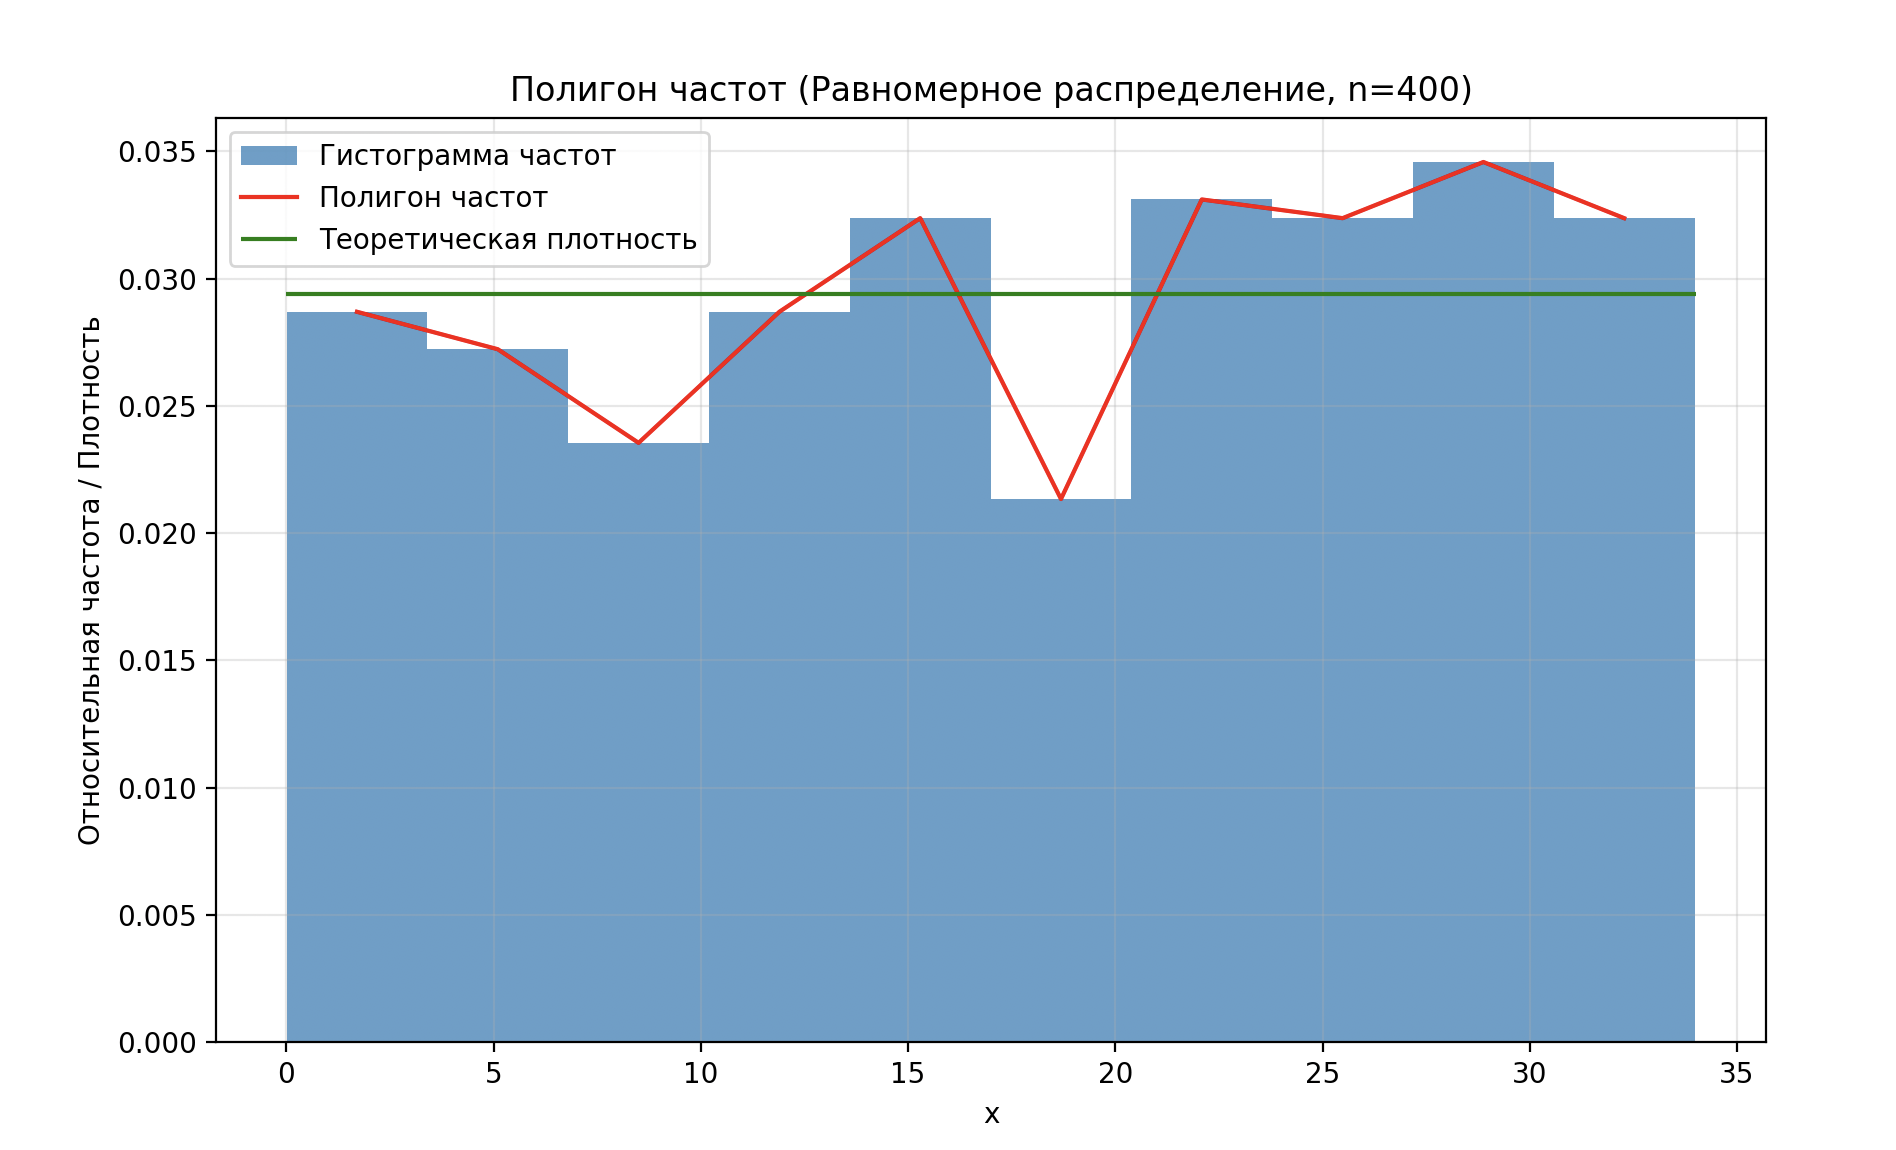 Полигон частот (Равномерное распределение, n=400)
Гистограмма частот
Полигон частот
Теоретическая плотность
Относительная частота / Плотность
0.035
0.030
0.025
0.020
0.015
0.010
0.005
0.000
0 5 10 15 20 25 30 35
x